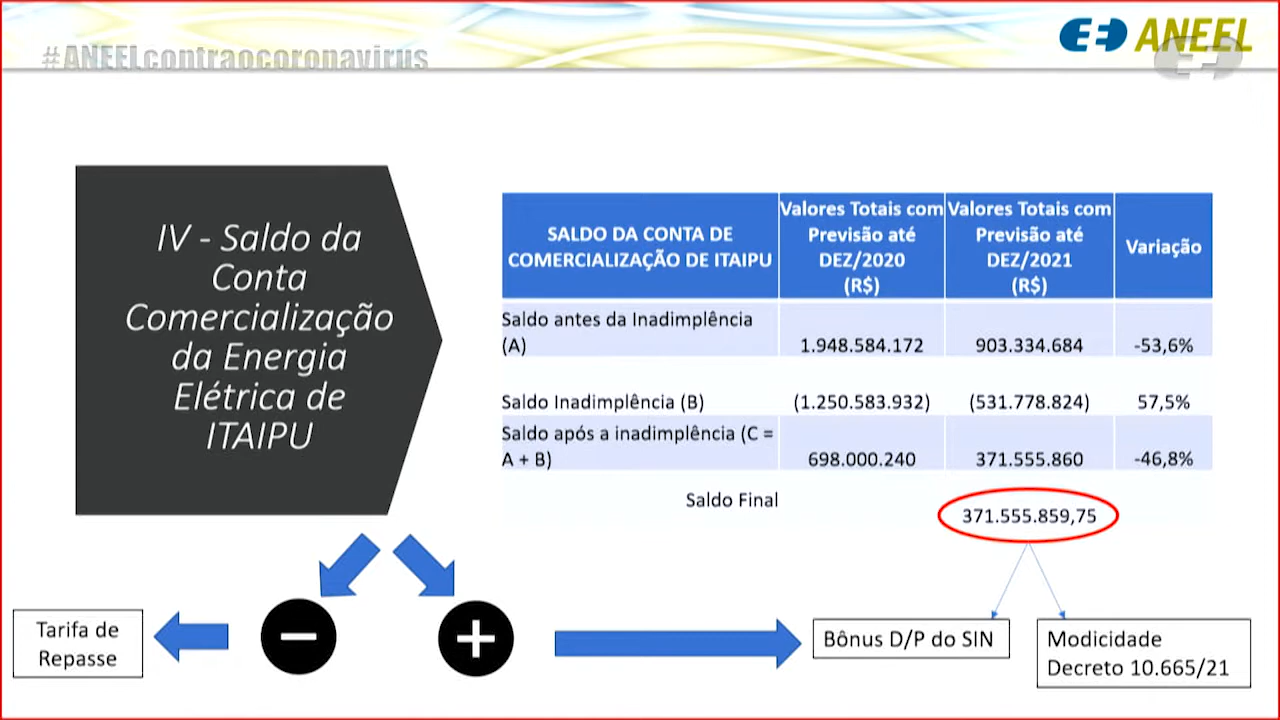 #ANEELcontraocoronavirus
ANEEL
IV - Saldo da
Conta
Comercialização
da Energia
Elétrica de
ITAIPU
SALDO DA CONTA DE
COMERCIALIZAÇÃO DE ITAIPU
Valores Totais com
Previsão até
DEZ/2020
(R$)
Valores Totais com
Previsão até
DEZ/2021
(R$)
Variação
Saldo antes da Inadimplência
(A)
1.948.584.172
903.334.684
-53,6%
Saldo Inadimplência (B)
(1.250.583.932)
(531.778.824)
57,5%
Saldo após a inadimplência (C =
A + B)
698.000.240
371.555.860
-46,8%
Saldo Final
371.555.859,75
Tarifa de
Repasse
Bônus D/P do SIN
Modicidade
Decreto 10.665/21